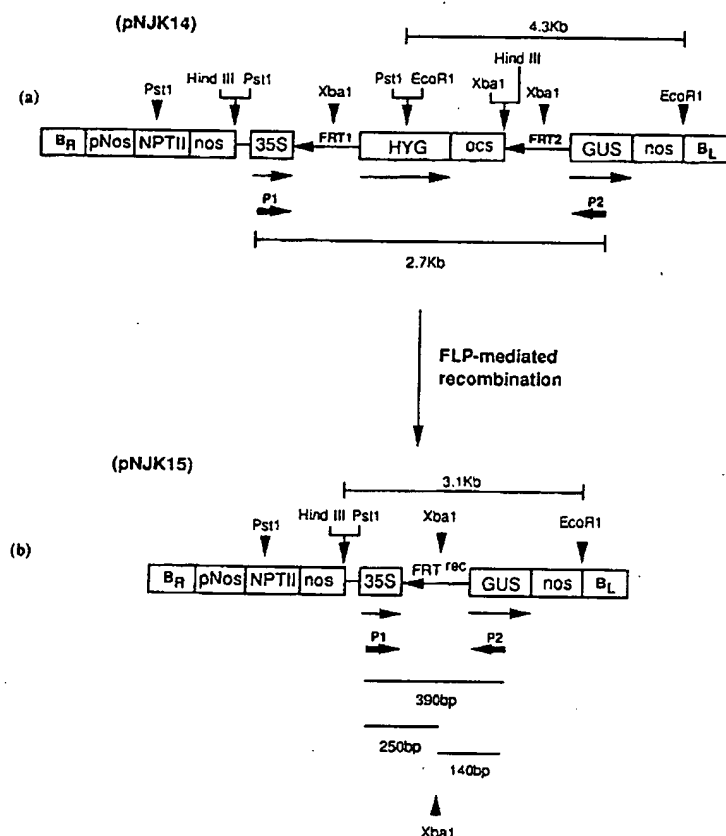 (pNJK14)
4.3Kb
Hind III
Hind III Pst1
Pst1
Xba1
Pst1 EcoR1
Xba1
Xba1
EcoR1
(a)
BR pNos NPTII nos 35S FRT1 HYG ocs FRT2 GUS nos BL
P1 P2
2.7Kb
FLP-mediated
recombination
(pNJK15)
3.1Kb
Hind III Pst1
Pst1
Xba1
EcoR1
(b)
BR pNos NPTII nos 35S FRT rec GUS nos BL
P1 P2
390bp
250bp
140bp
Xba1